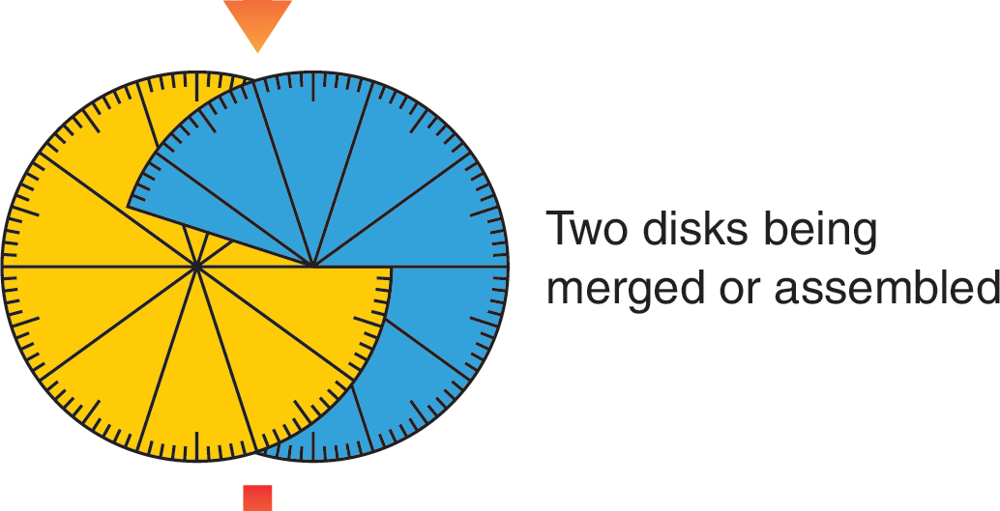 Two disks being
merged or assembled